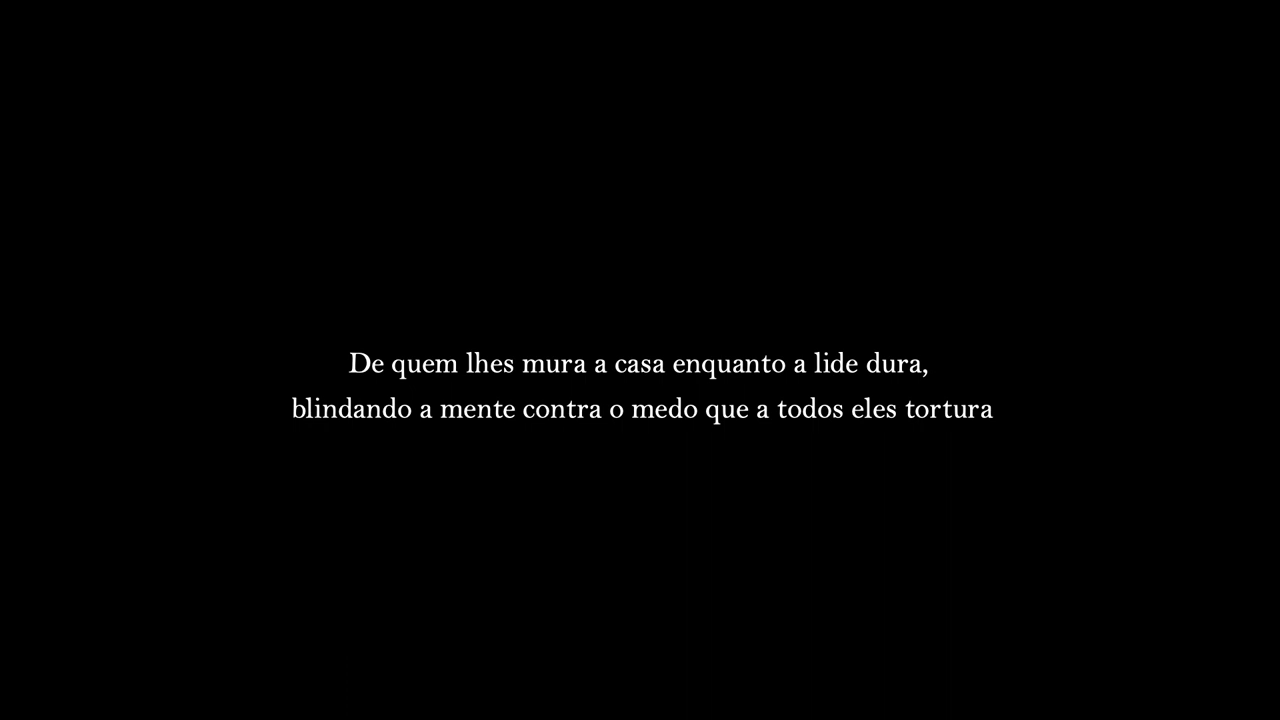 De quem lhes mura a casa enquanto a lide dura,
blindando a mente contra o medo que a todos eles tortura